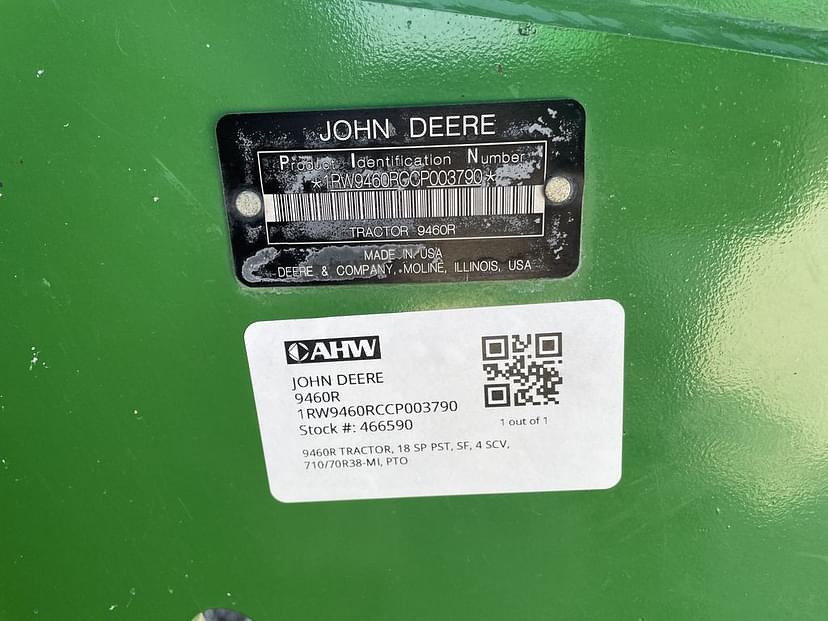 JOHN DEERE
Product Identification Number
*1RW9460RGCP003790*
TRACTOR 9460R
MADE IN USA
DEERE & COMPANY, MOLINE, ILLINOIS, USA
AHW
JOHN DEERE
9460R
1RW9460RCCP003790
Stock #: 466590
1 out of 1
9460R TRACTOR, 18 SP PST, SF, 4 SCV,
710/70R38-MI, PTO